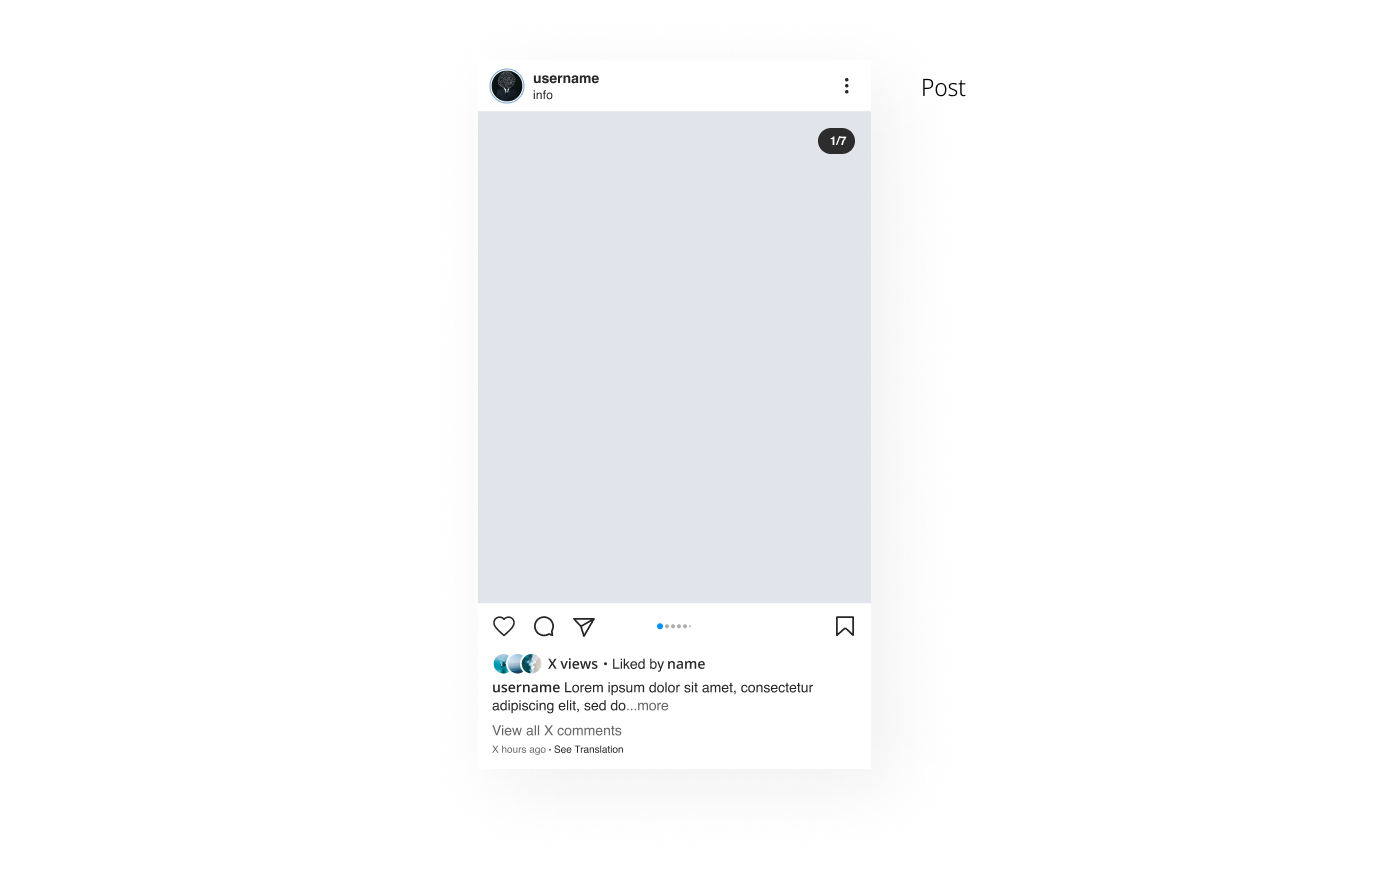 username
info
Post
1/7
X views • Liked by name
username Lorem ipsum dolor sit amet, consectetur
adipiscing elit, sed do...more
View all X comments
X hours ago • See Translation